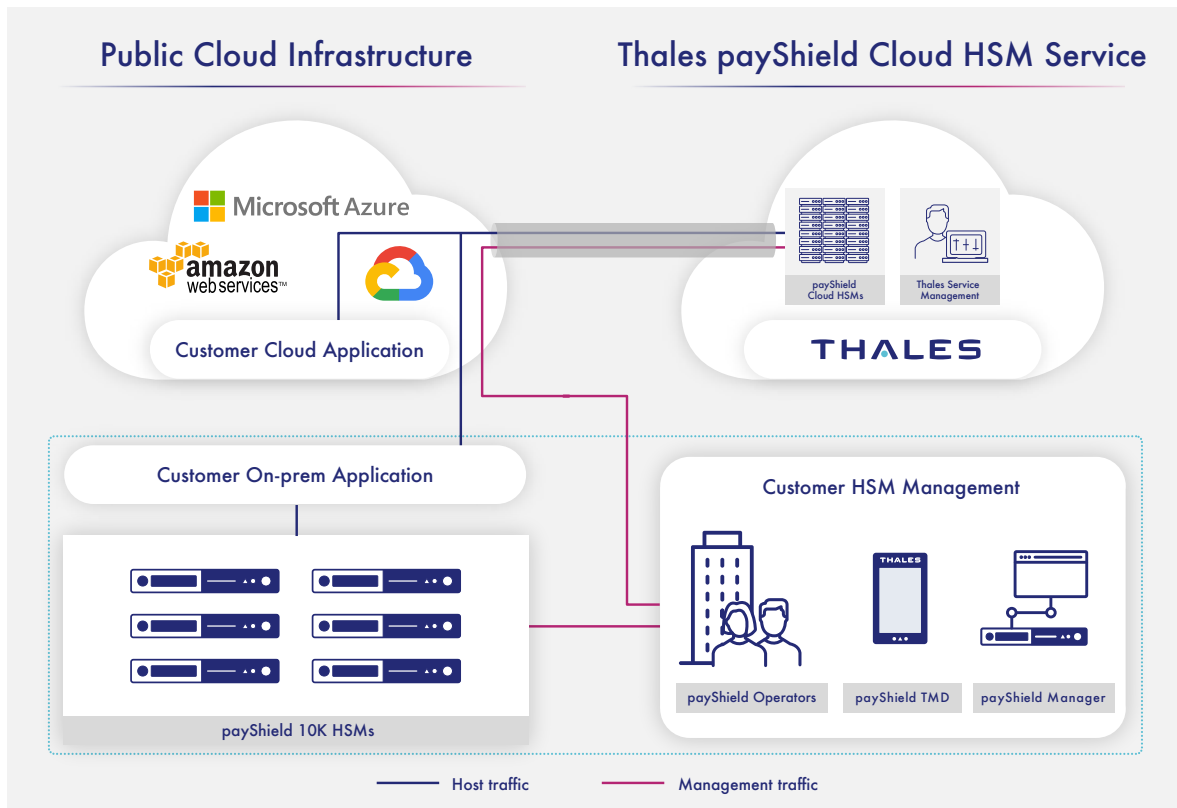 Public Cloud Infrastructure
Thales payShield Cloud HSM Service
Microsoft Azure
amazon
web services™
payShield
Cloud HSMs
Thales Service
Management
Customer Cloud Application
THALES
Customer On-prem Application
Customer HSM Management
THALES
payShield 10K HSMs
payShield Operators
payShield TMD
payShield Manager
Host traffic
Management traffic